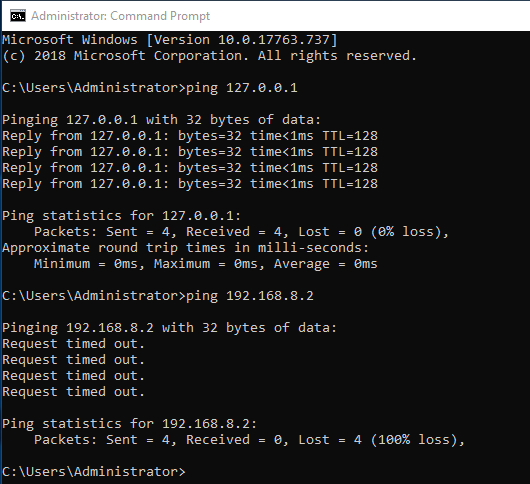 Administrator: Command Prompt
Microsoft Windows [Version 10.0.17763.737]
(c) 2018 Microsoft Corporation. All rights reserved.
C:\Users\Administrator>ping 127.0.0.1
Pinging 127.0.0.1 with 32 bytes of data:
Reply from 127.0.0.1: bytes=32 time<1ms TTL=128
Reply from 127.0.0.1: bytes=32 time<1ms TTL=128
Reply from 127.0.0.1: bytes=32 time<1ms TTL=128
Reply from 127.0.0.1: bytes=32 time<1ms TTL=128
Ping statistics for 127.0.0.1:
    Packets: Sent = 4, Received = 4, Lost = 0 (0% loss),
Approximate round trip times in milli-seconds:
    Minimum = 0ms, Maximum = 0ms, Average = 0ms
C:\Users\Administrator>ping 192.168.8.2
Pinging 192.168.8.2 with 32 bytes of data:
Request timed out.
Request timed out.
Request timed out.
Request timed out.
Ping statistics for 192.168.8.2:
    Packets: Sent = 4, Received = 0, Lost = 4 (100% loss),
C:\Users\Administrator>